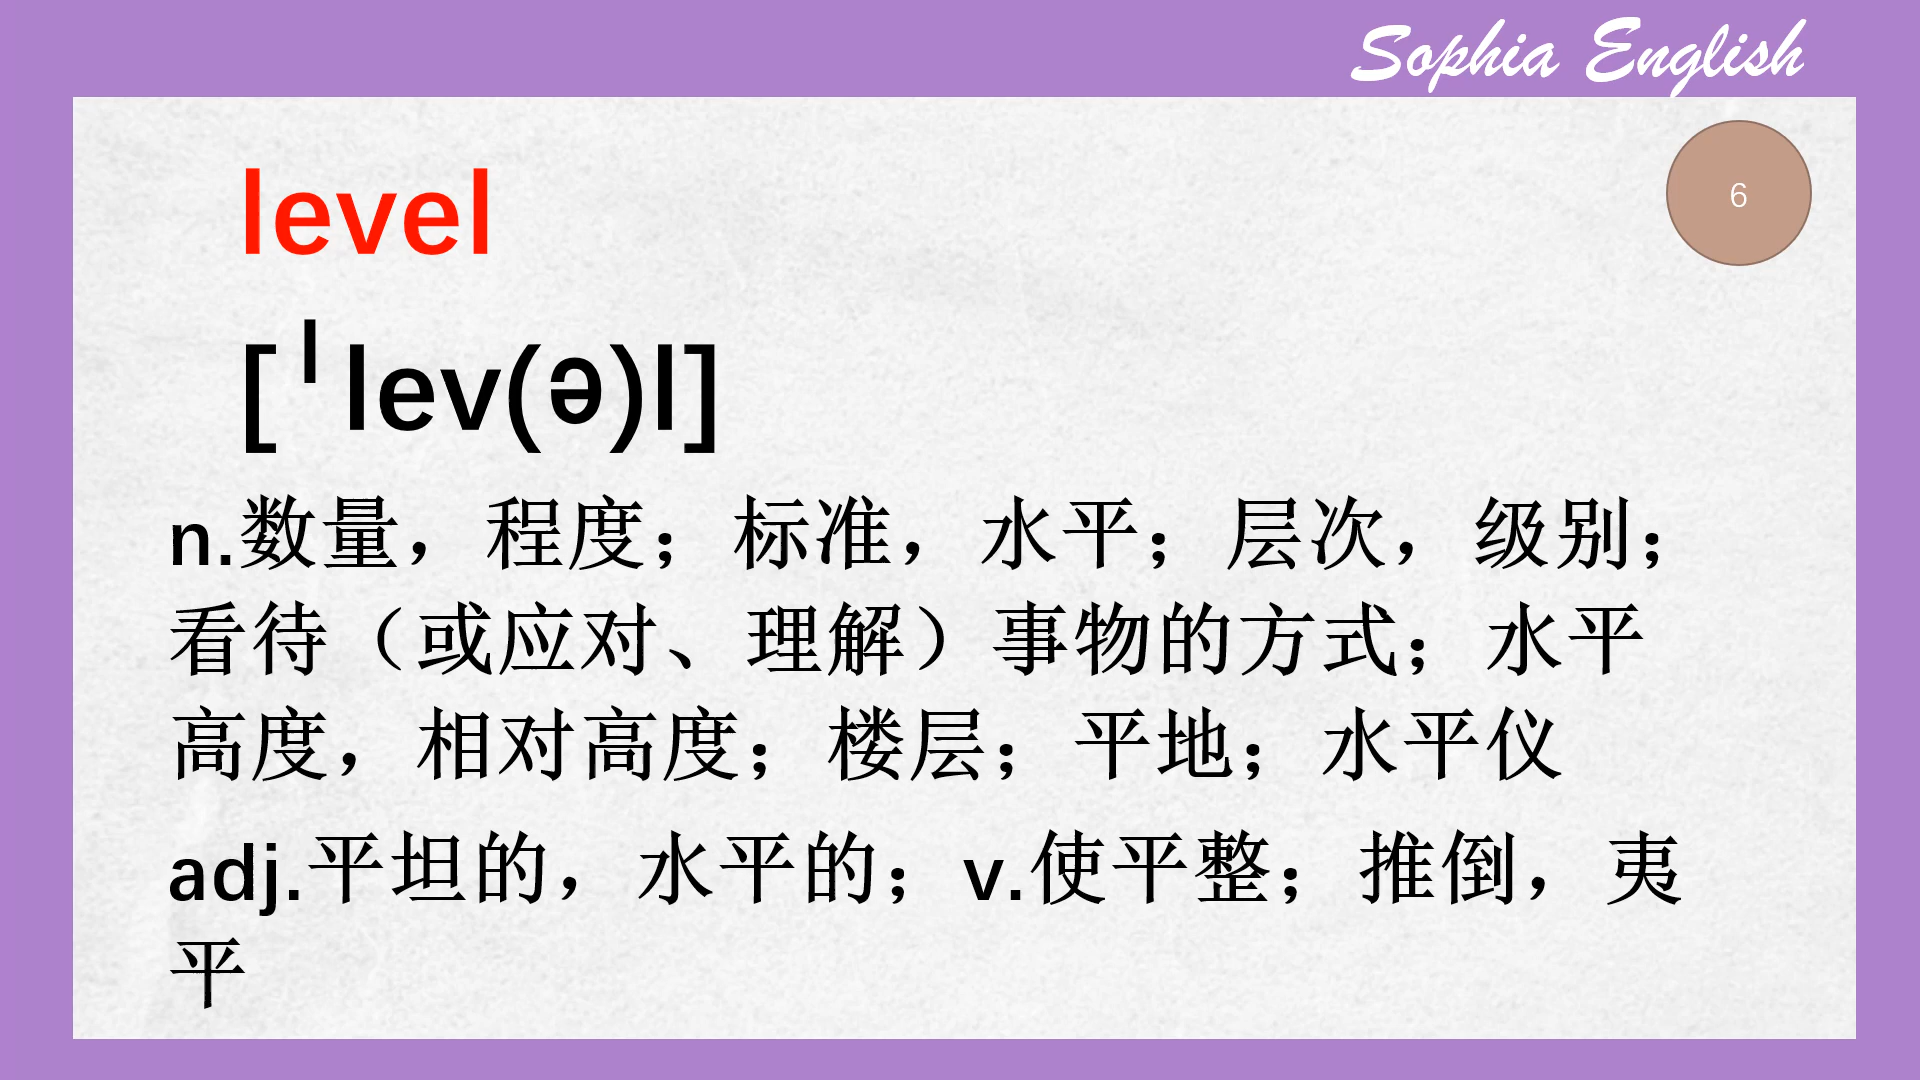 Sophia English
6
level
[ˈlev(ə)l]
n.数量，程度；标准，水平；层次，级别；
看待（或应对、理解）事物的方式；水平
高度，相对高度；楼层；平地；水平仪
adj.平坦的，水平的；v.使平整；推倒，夷
平